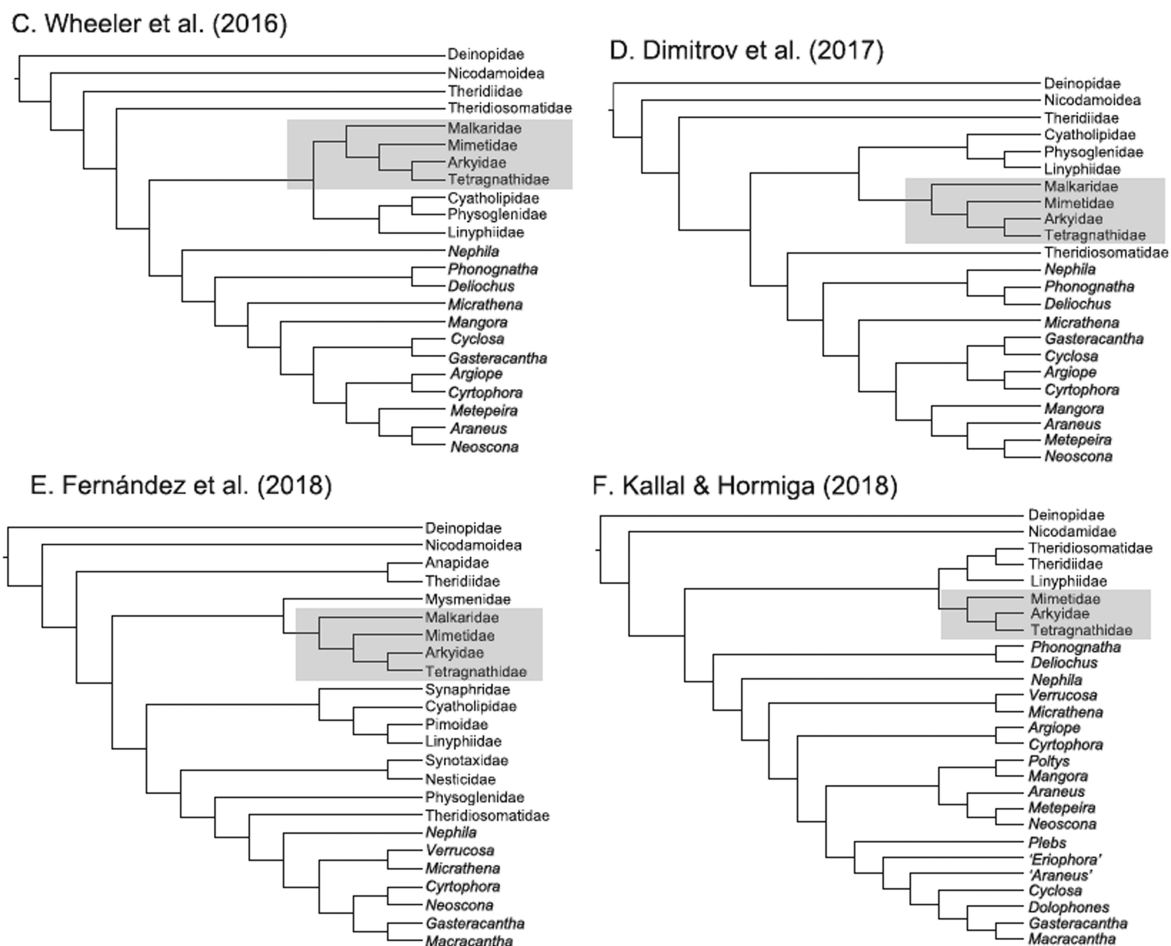 C. Wheeler et al. (2016)
Deinopidae
Nicodamoidea
Theridiidae
Theridiosomatidae
Malkaridae
Mimetidae
Arkyidae
Tetragnathidae
Cyatholipidae
Physoglenidae
Linyphiidae
Nephila
Phonognatha
Deliochus
Micrathena
Mangora
Cyclosa
Gasteracantha
Argiope
Cyrtophora
Metepeira
Araneus
Neoscona
D. Dimitrov et al. (2017)
Deinopidae
Nicodamoidea
Theridiidae
Cyatholipidae
Physoglenidae
Linyphiidae
Malkaridae
Mimetidae
Arkyidae
Tetragnathidae
Theridiosomatidae
Nephila
Phonognatha
Deliochus
Micrathena
Gasteracantha
Cyclosa
Argiope
Cyrtophora
Mangora
Araneus
Metepeira
Neoscona
E. Fernández et al. (2018)
Deinopidae
Nicodamoidea
Anapidae
Theridiidae
Mysmenidae
Malkaridae
Mimetidae
Arkyidae
Tetragnathidae
Synaphridae
Cyatholipidae
Pimoidae
Linyphiidae
Synotaxidae
Nesticidae
Physoglenidae
Theridiosomatidae
Nephila
Verrucosa
Micrathena
Cyrtophora
Neoscona
Gasteracantha
Macracantha
F. Kallal & Hormiga (2018)
Deinopidae
Nicodamidae
Theridiosomatidae
Theridiidae
Linyphiidae
Mimetidae
Arkyidae
Tetragnathidae
Phonognatha
Deliochus
Nephila
Verrucosa
Micrathena
Argiope
Cyrtophora
Poltys
Mangora
Araneus
Metepeira
Neoscona
Plebs
'Eriophora'
'Araneus'
Cyclosa
Dolophones
Gasteracantha
Macracantha